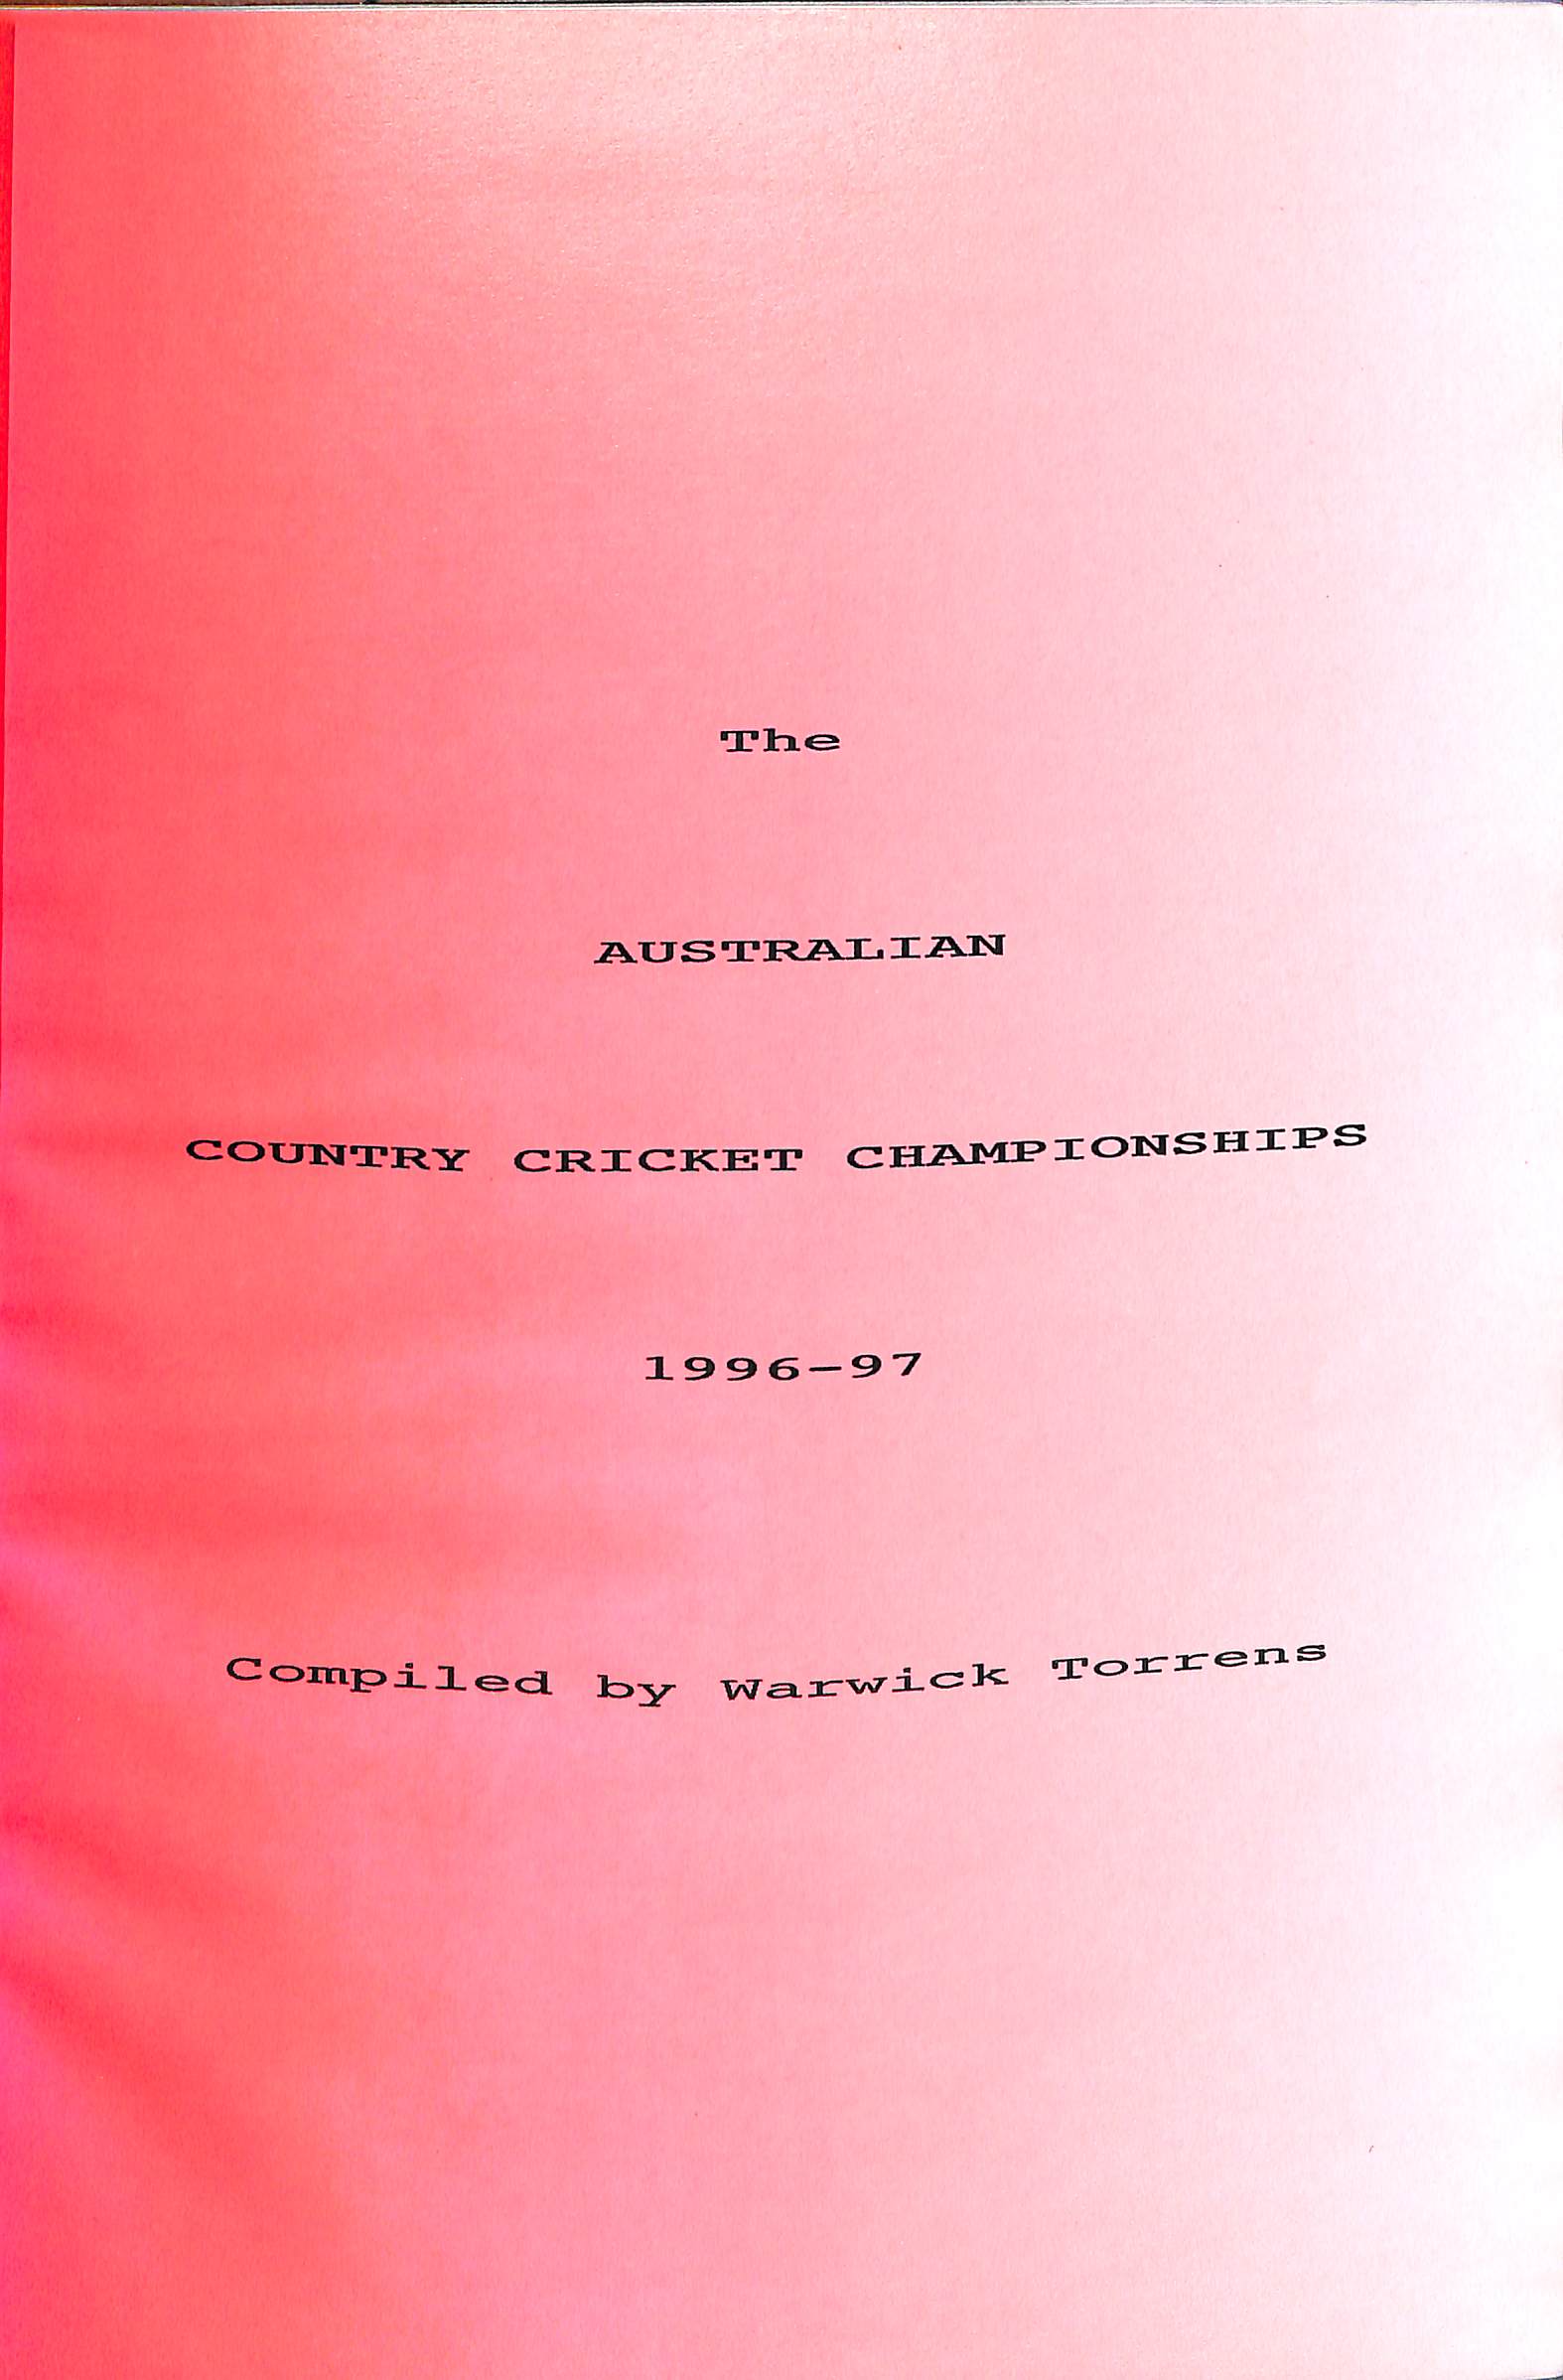 The
AUSTRALIAN
COUNTRY CRICKET CHAMPIONSHIPS
1996-97
Compiled by Warwick Torrens